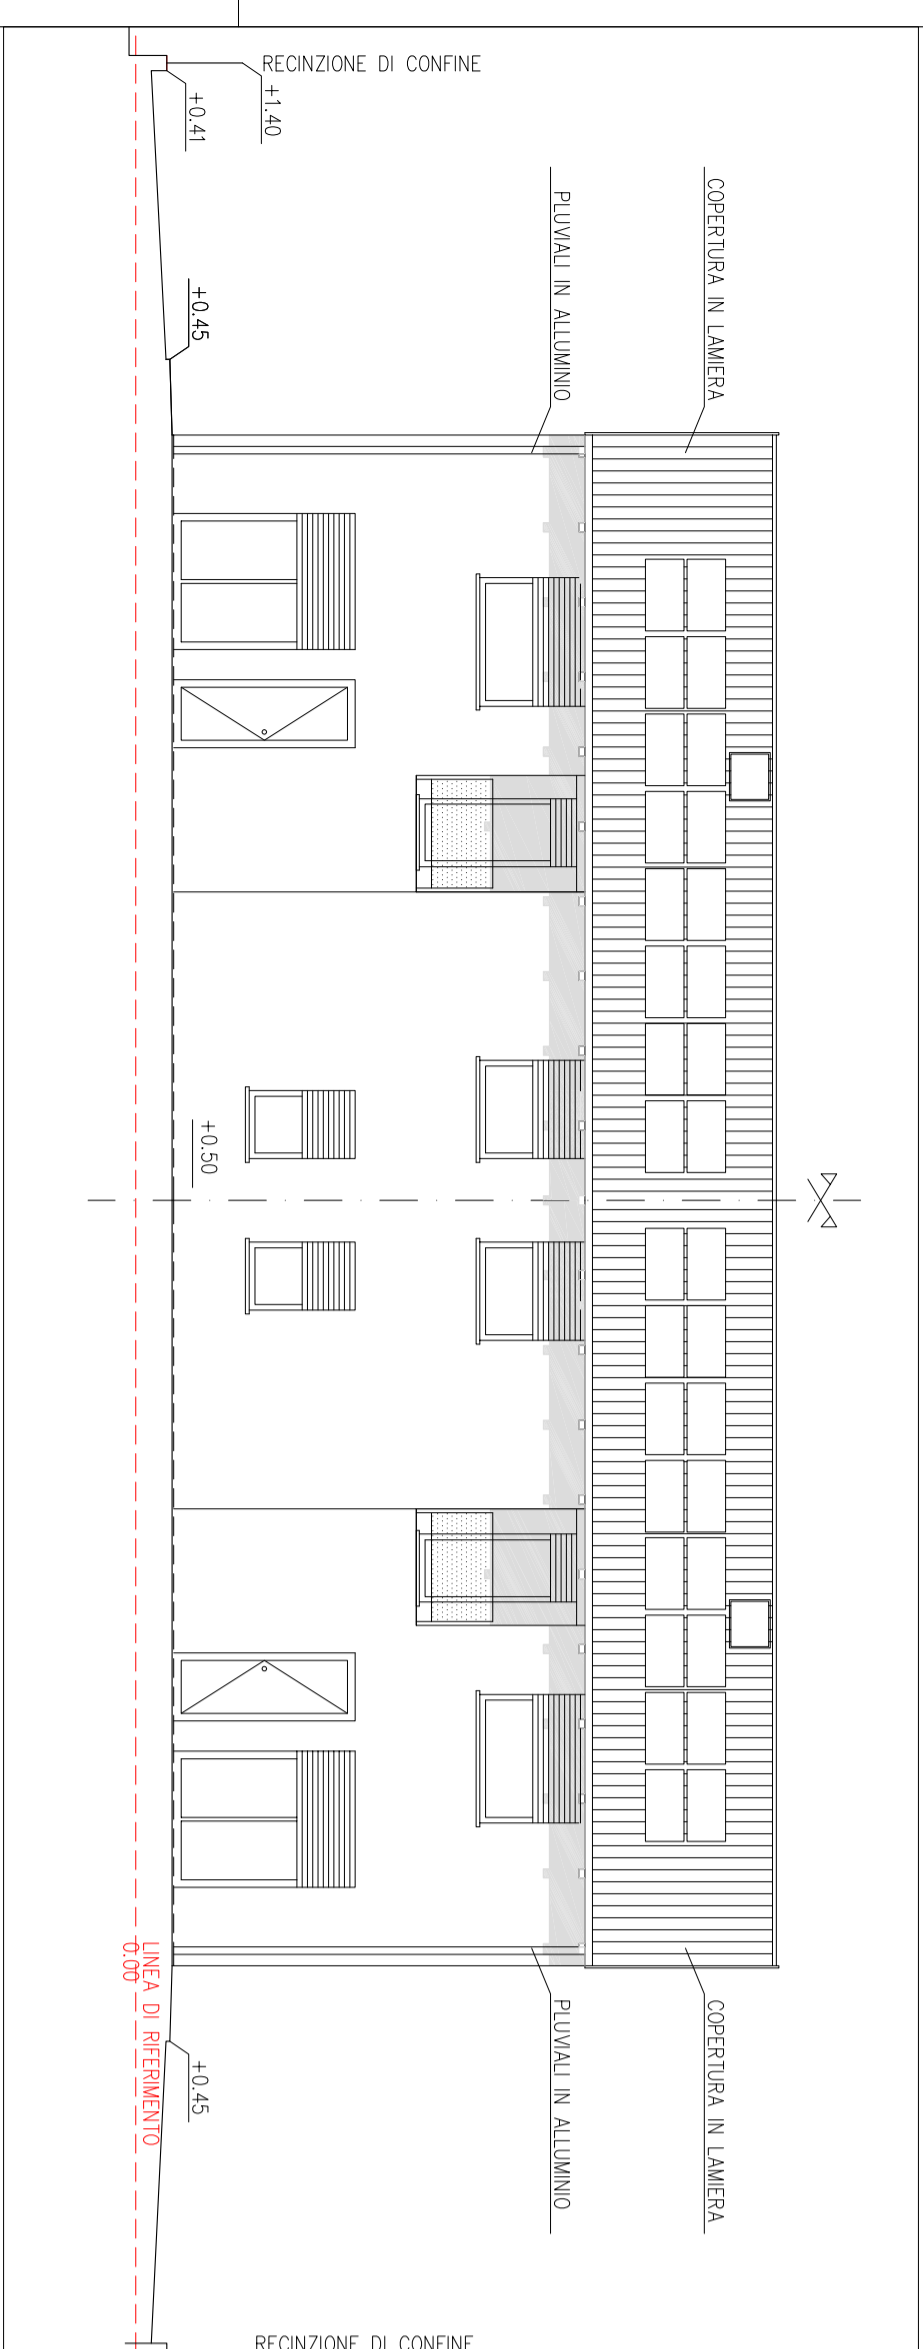 RECINZIONE DI CONFINE
+1.40
+0.41
+0.45
COPERTURA IN LAMIERA
PLUVIALI IN ALLUMINIO
+0.50
COPERTURA IN LAMIERA
PLUVIALI IN ALLUMINIO
LINEA DI RIFERIMENTO
0.00
+0.45
RECINZIONE DI CONFINE